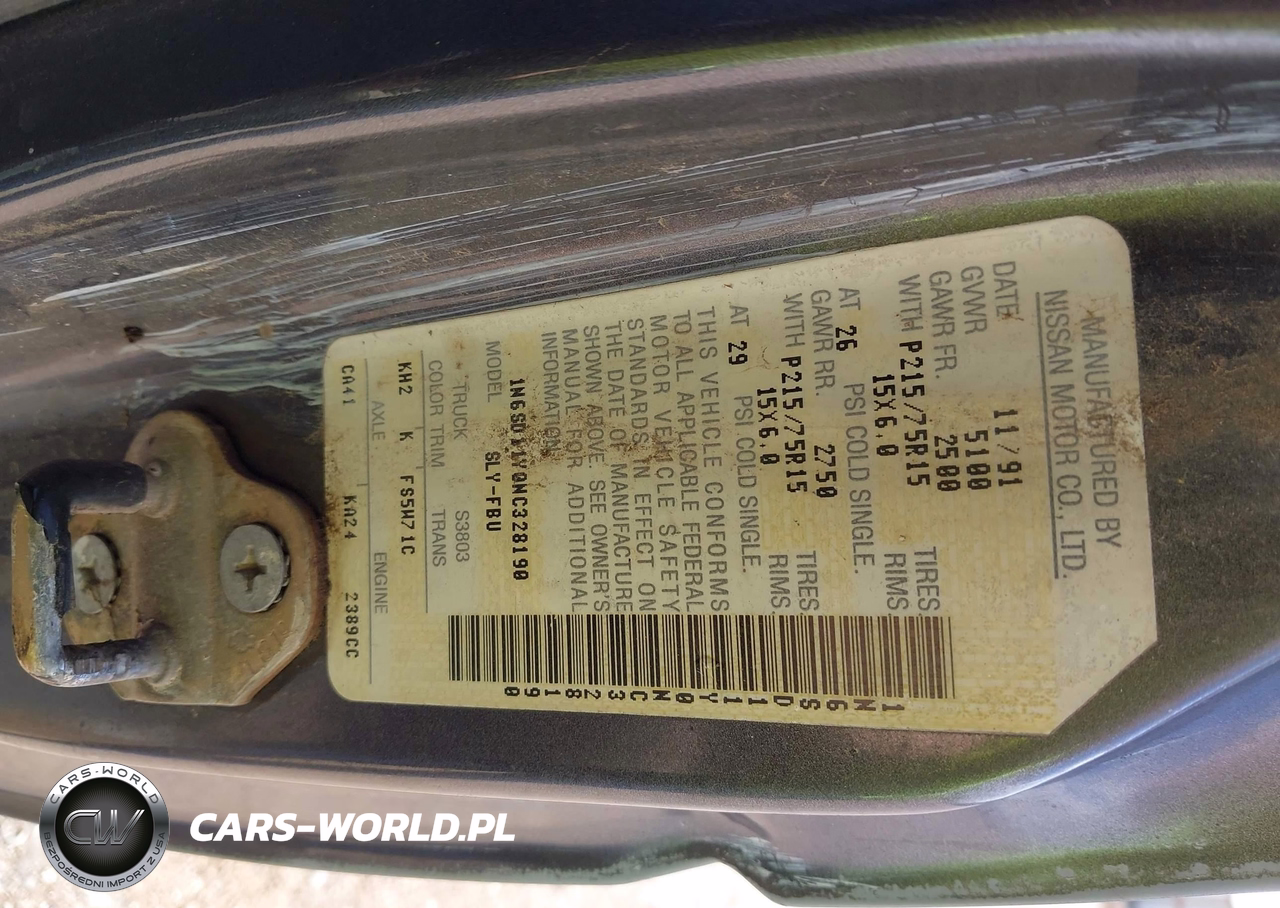 MANUFACTURED BY
NISSAN MOTOR CO., LTD.
DATE 11/91
GVWR 5100
GAWR FR. 2500
WITH P215/75R15 TIRES
15X6.0 RIMS
AT 26 PSI COLD SINGLE.
GAWR RR. 2750
WITH P215/75R15 TIRES
15X6.0 RIMS
AT 29 PSI COLD SINGLE.
THIS VEHICLE CONFORMS
TO ALL APPLICABLE FEDERAL
MOTOR VEHICLE SAFETY
STANDARDS IN EFFECT ON
THE DATE OF MANUFACTURE
SHOWN ABOVE. SEE OWNER'S
MANUAL FOR ADDITIONAL
INFORMATION.
1N6SD11Y0NC328190
MODEL SLY-FBU
TRUCK S3803
COLOR TRIM TRANS
KH2 K FS5W71C
AXLE ENGINE
CA41 KA24 2389CC
1N6SD11Y0NC328190
CARS-WORLD
CW
BEZPOŚREDNI IMPORT Z USA
CARS-WORLD.PL